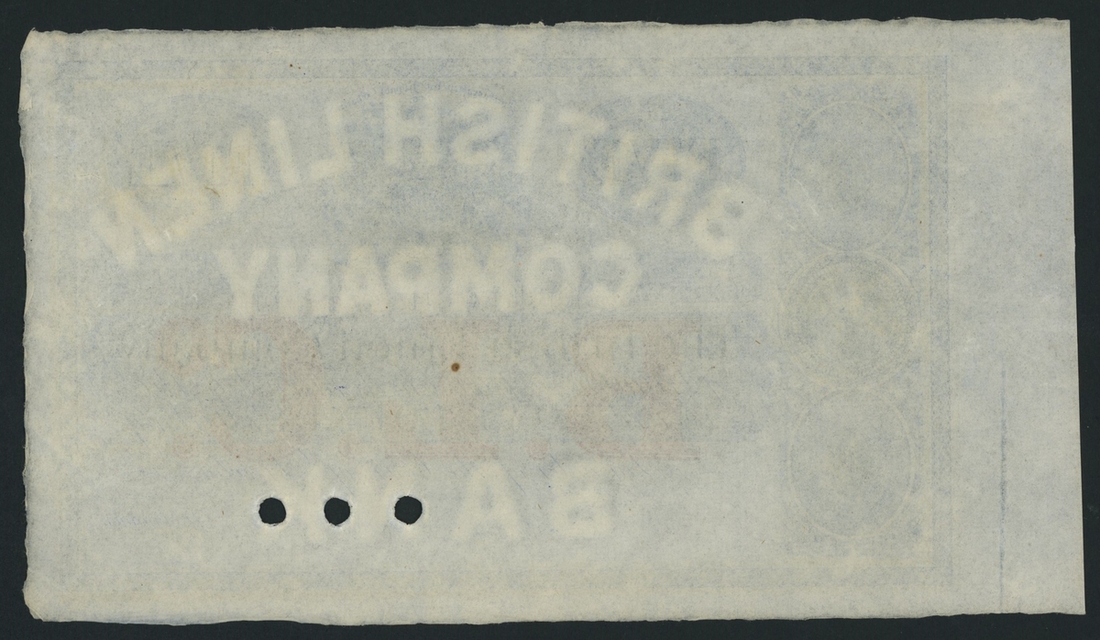 BRITISH LINEN
COMPANY
B.L.C
BANK